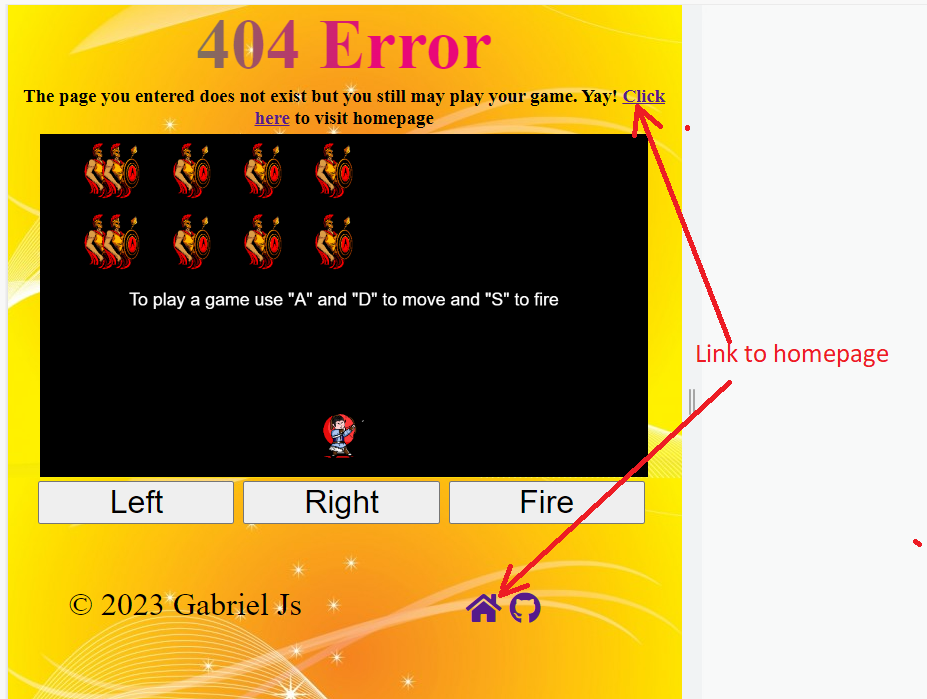 404 Error
The page you entered does not exist but you still may play your game. Yay! Click
here to visit homepage
To play a game use "A" and "D" to move and "S" to fire
Link to homepage
Left Right Fire
© 2023 Gabriel Js